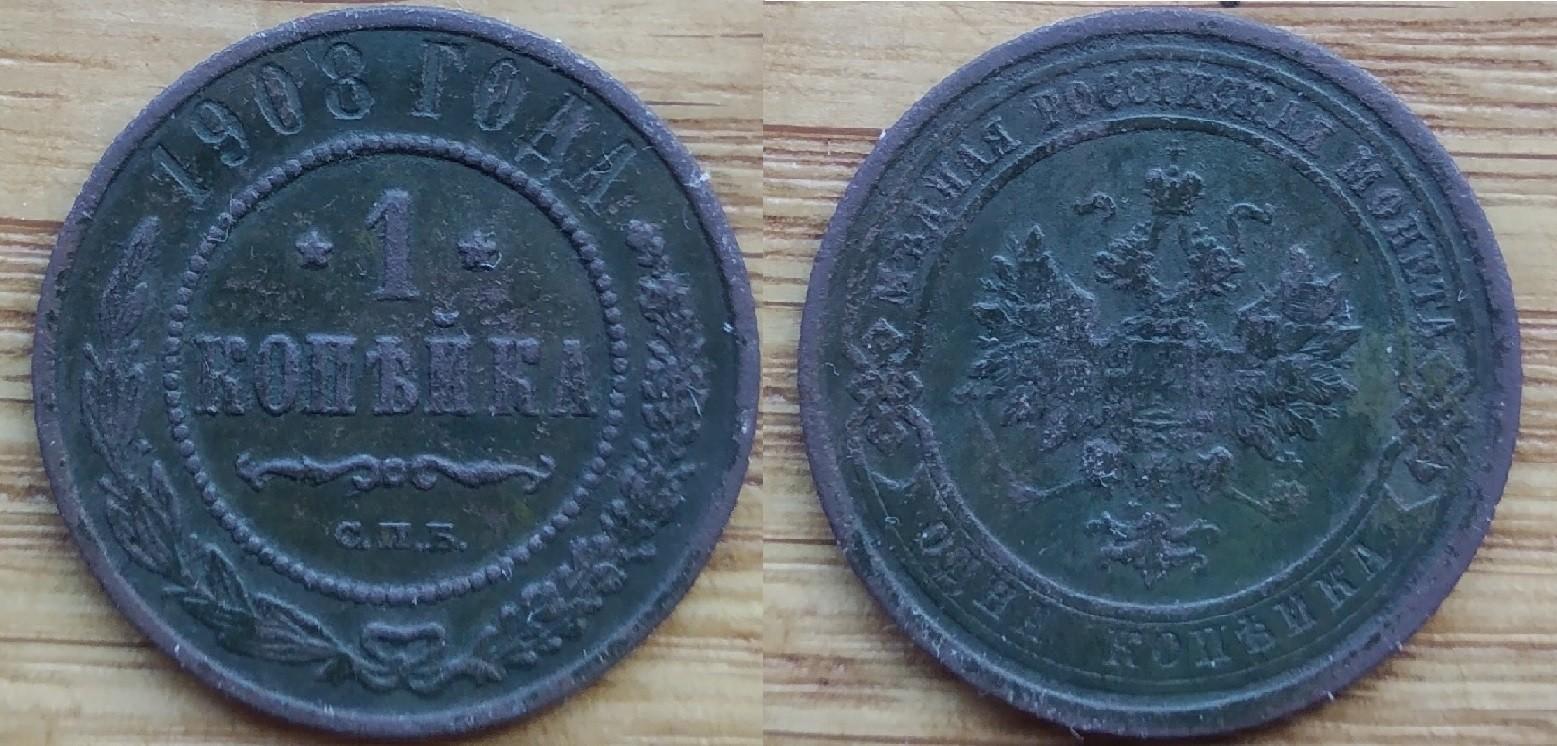 1908 ГОДА
1
КОПѢЙКА
С.П.Б.
МѢДНАЯ РОССІЙСКАЯ МОНЕТА
ОДНА КОПѢЙКА